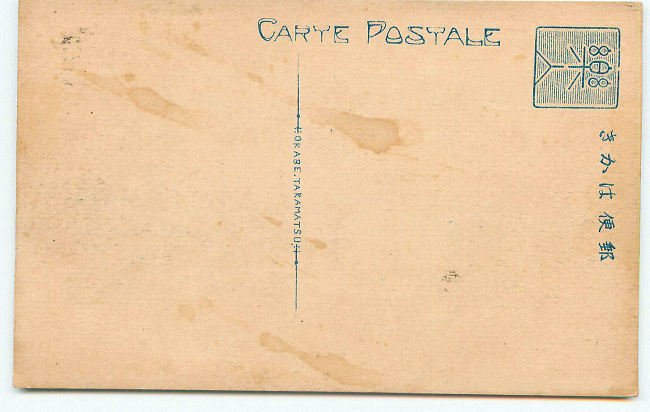 CARTE POSTALE
OKABE.TAKAMATSU
きかは便郵